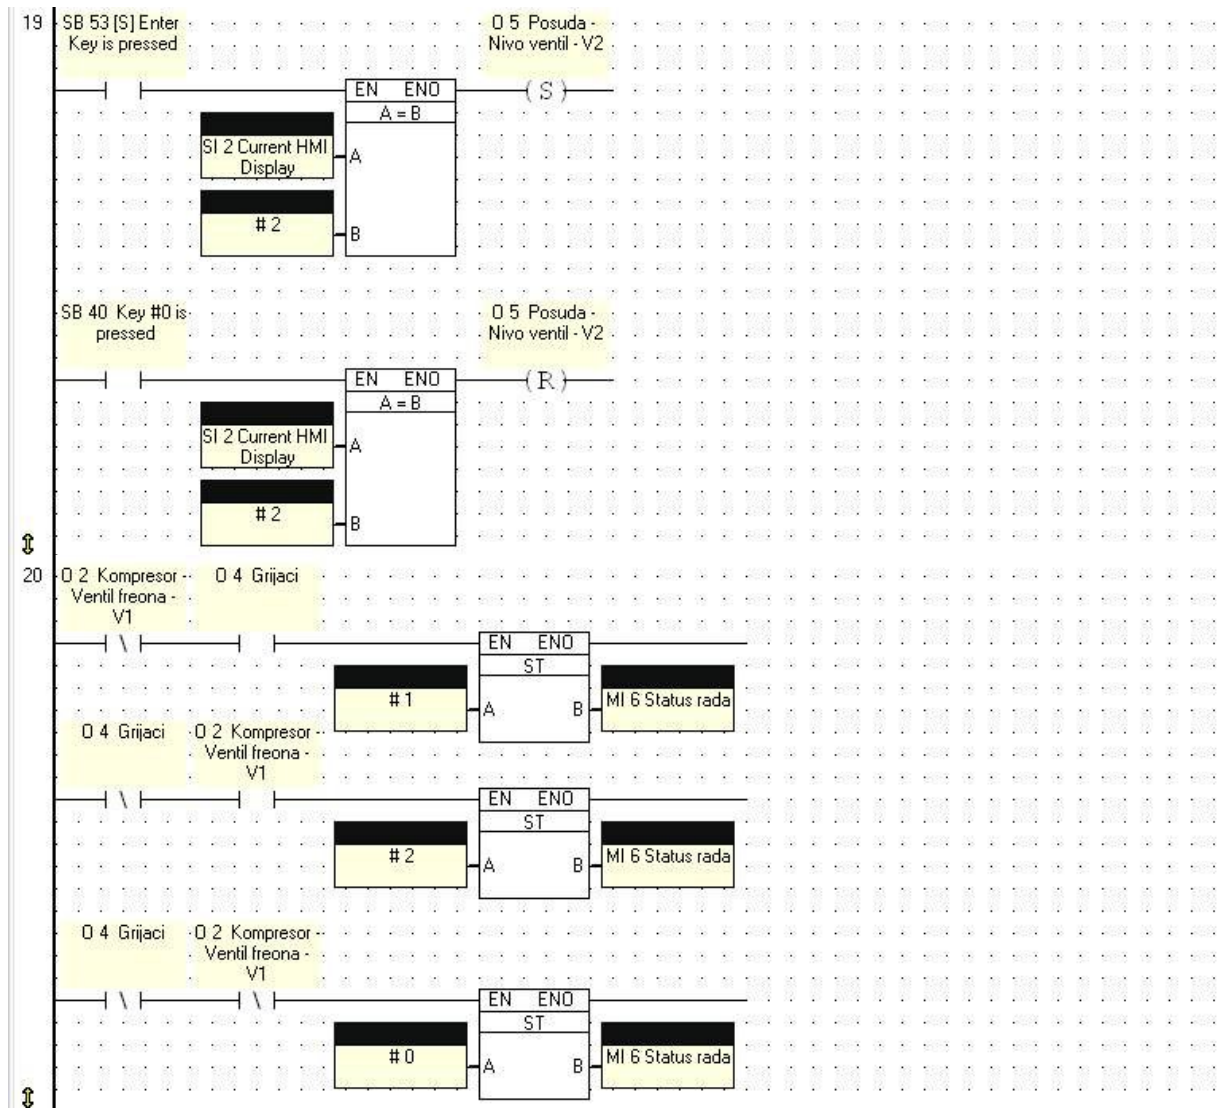 19
SB 53 [S] Enter
Key is pressed
O 5 Posuda -
Nivo ventil - V2
EN ENO
( S )
A = B
SI 2 Current HMI
Display
A
# 2
B
SB 40 Key #0 is
pressed
O 5 Posuda -
Nivo ventil - V2
EN ENO
( R )
A = B
SI 2 Current HMI
Display
A
# 2
B
20
O 2 Kompresor -
Ventil freona -
V1
O 4 Grijaci
EN ENO
ST
# 1
A B
MI 6 Status rada
O 4 Grijaci
O 2 Kompresor -
Ventil freona -
V1
EN ENO
ST
# 2
A B
MI 6 Status rada
O 4 Grijaci
O 2 Kompresor -
Ventil freona -
V1
EN ENO
ST
# 0
A B
MI 6 Status rada